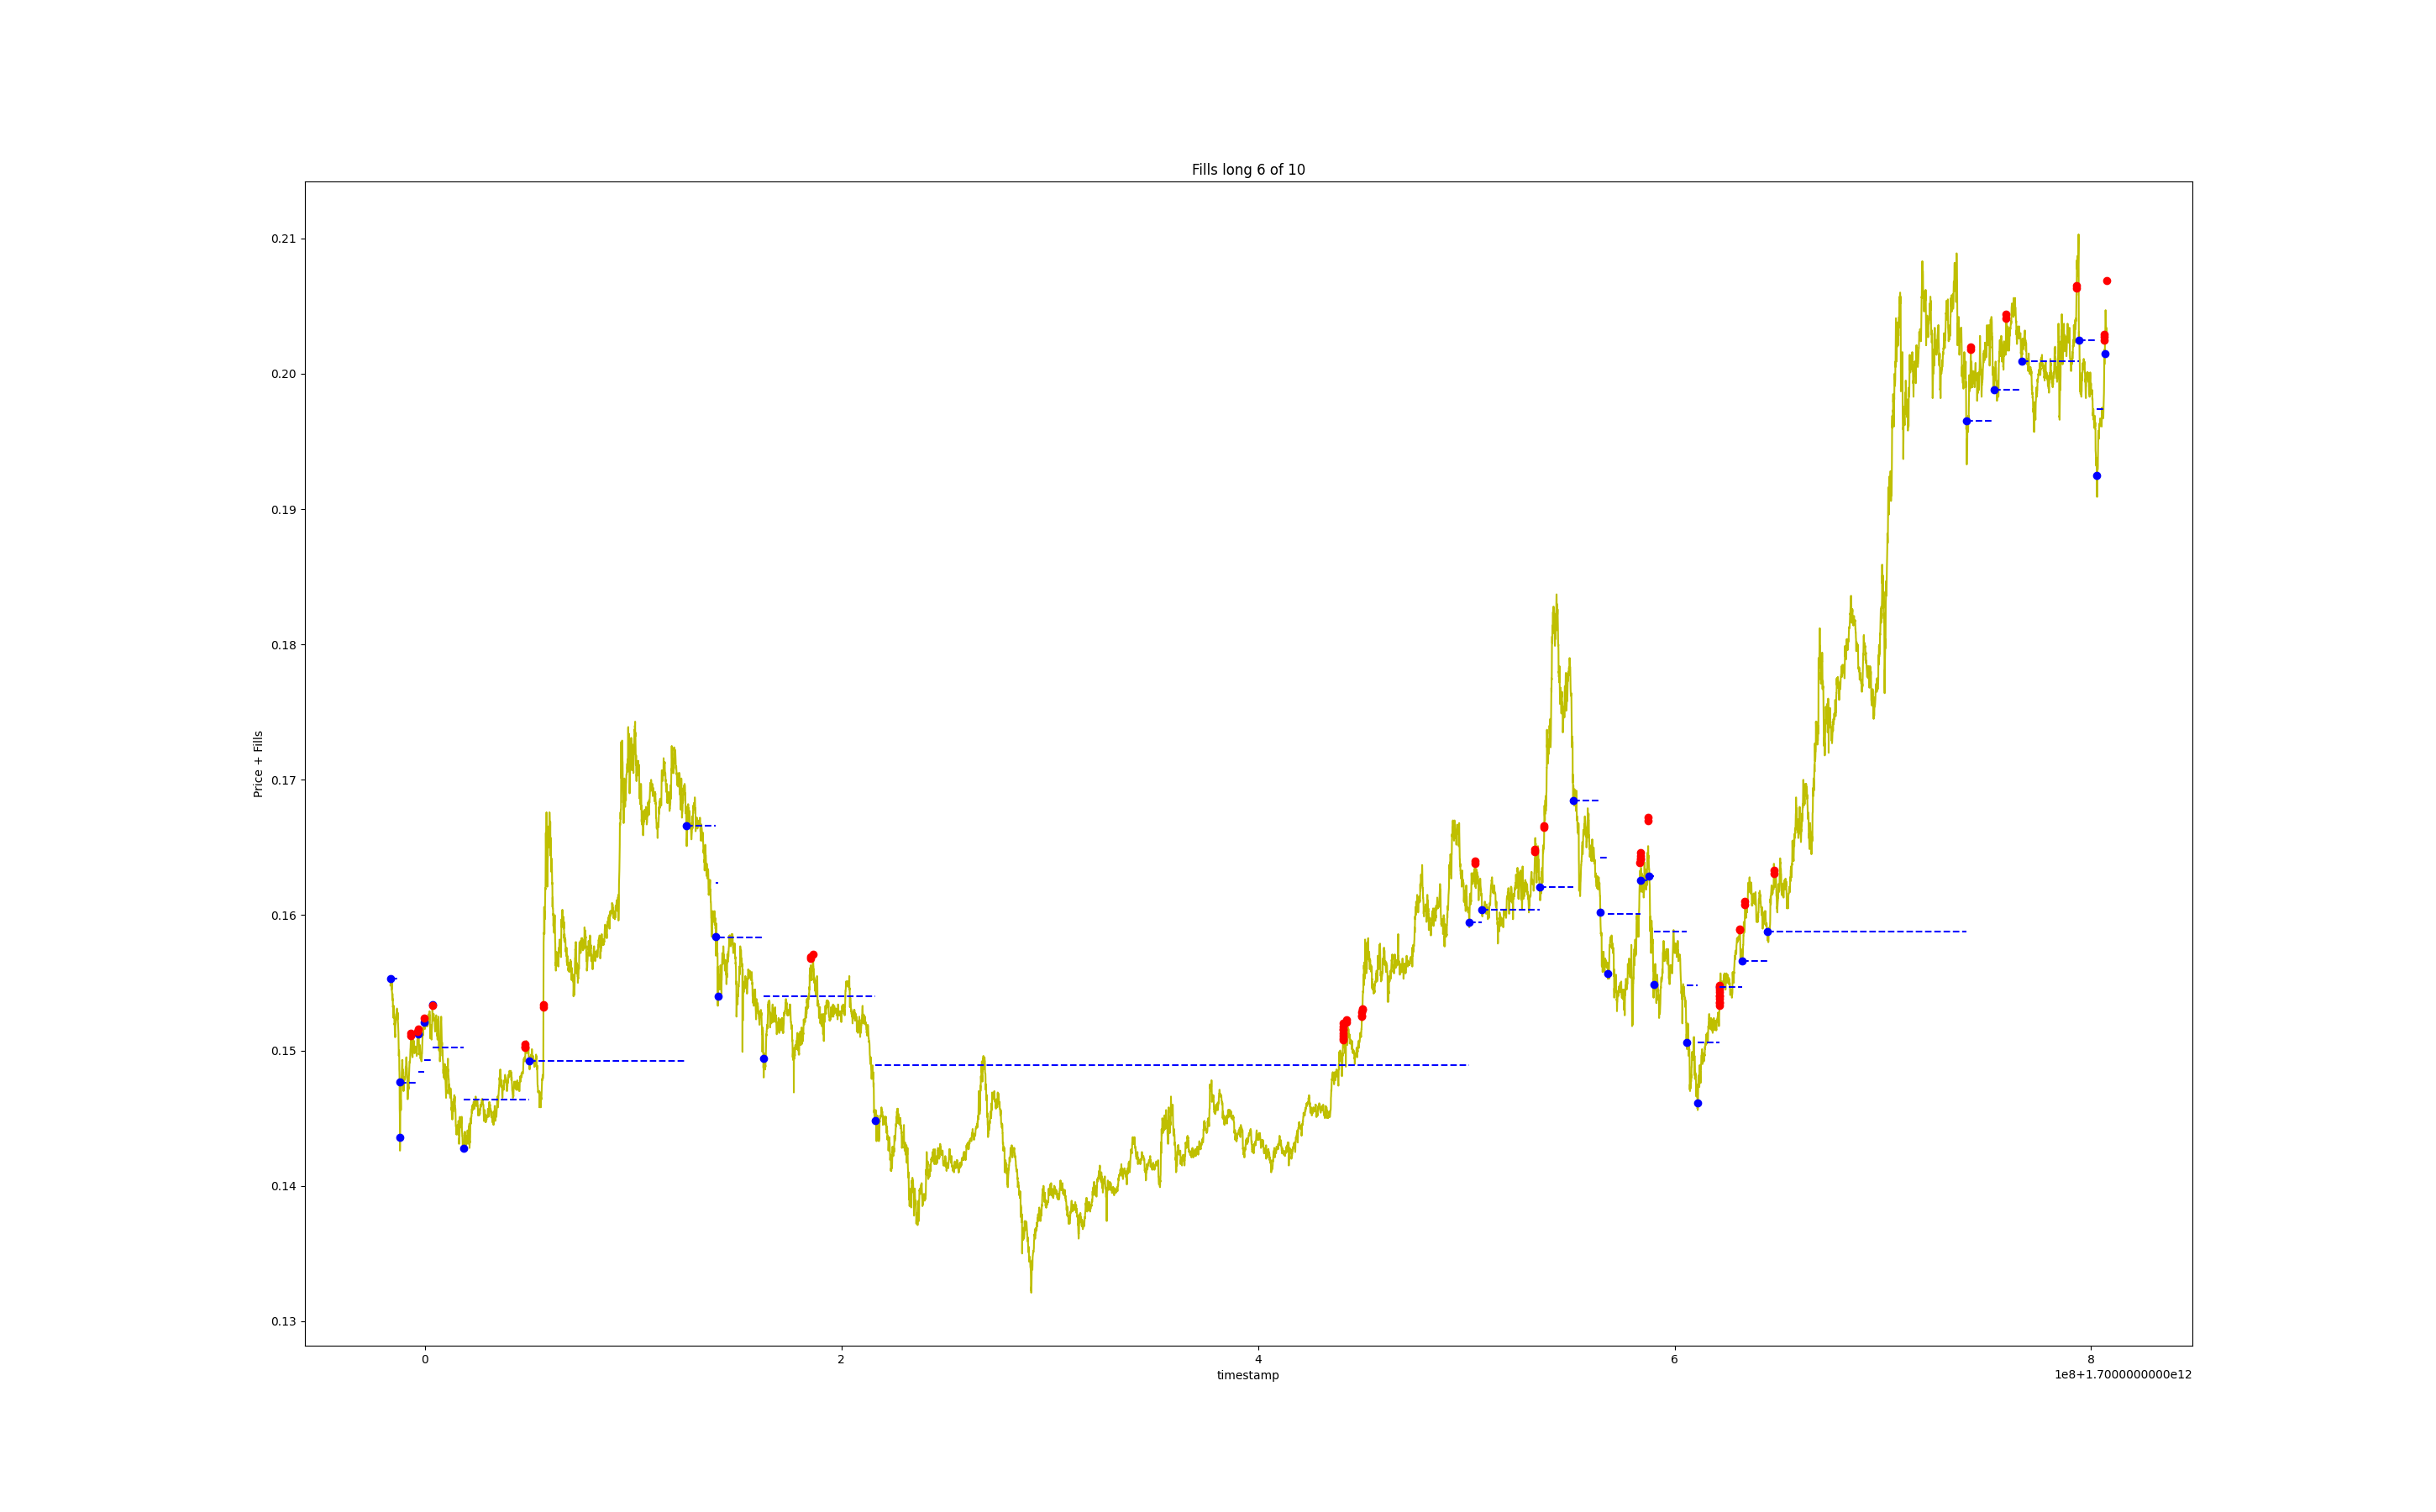 Fills long 6 of 10
0.21
0.20
0.19
0.18
0.17
0.16
0.15
0.14
0.13
Price + Fills
0 2 4 6 8
timestamp
1e8+1.7000000000e12